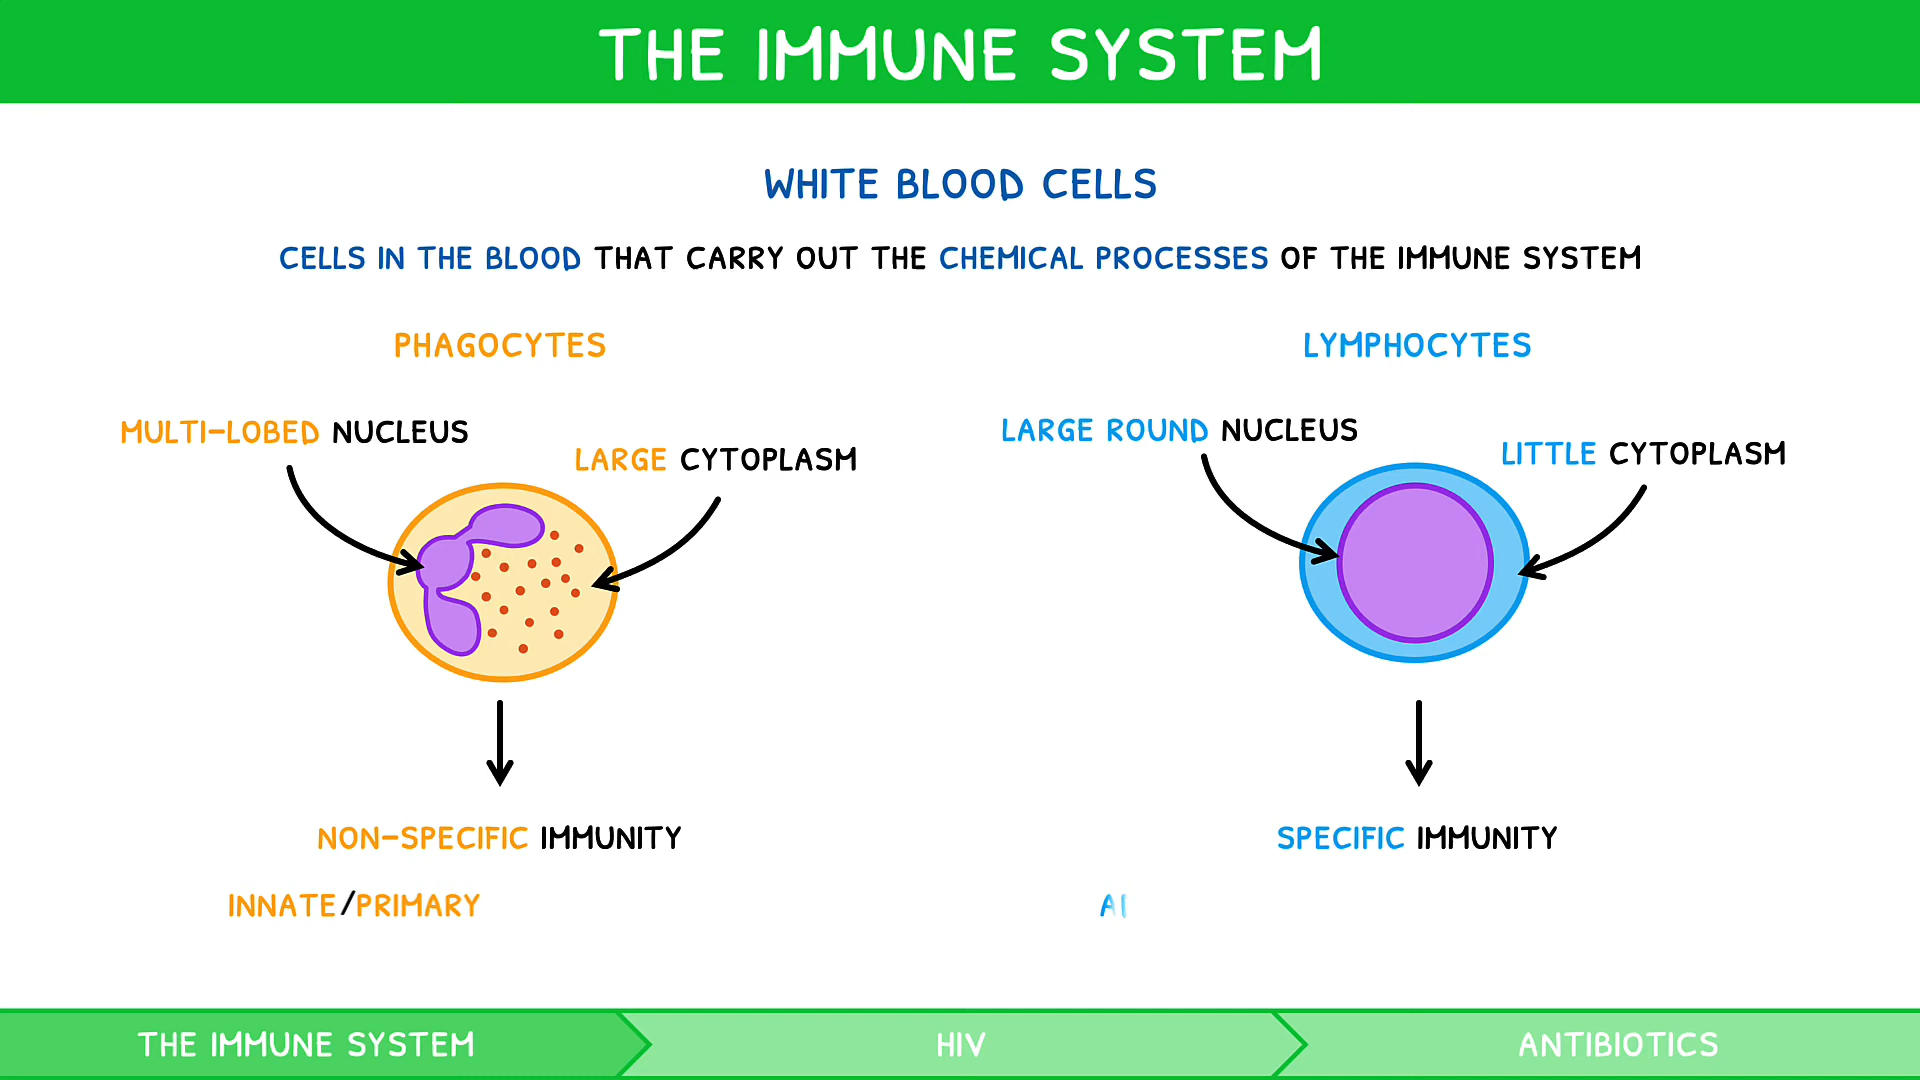 THE IMMUNE SYSTEM
WHITE BLOOD CELLS
CELLS IN THE BLOOD THAT CARRY OUT THE CHEMICAL PROCESSES OF THE IMMUNE SYSTEM
PHAGOCYTES
MULTI-LOBED NUCLEUS
LARGE CYTOPLASM
NON-SPECIFIC IMMUNITY
INNATE/PRIMARY
LYMPHOCYTES
LARGE ROUND NUCLEUS
LITTLE CYTOPLASM
SPECIFIC IMMUNITY
THE IMMUNE SYSTEM
HIV
ANTIBIOTICS